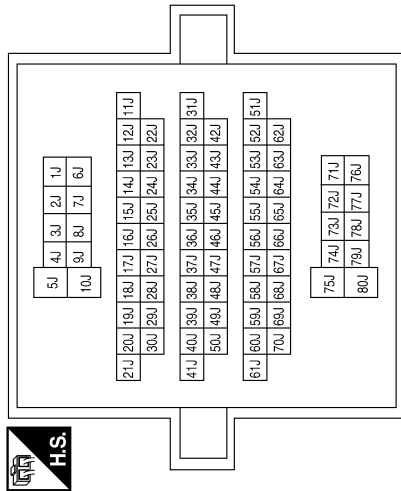 H.S.
5J 4J 3J 2J 1J
10J 9J 8J 7J 6J
21J 20J 19J 18J 17J 16J 15J 14J 13J 12J 11J
30J 29J 28J 27J 26J 25J 24J 23J 22J
41J 40J 39J 38J 37J 36J 35J 34J 33J 32J 31J
50J 49J 48J 47J 46J 45J 44J 43J 42J
61J 60J 59J 58J 57J 56J 55J 54J 53J 52J 51J
70J 69J 68J 67J 66J 65J 64J 63J 62J
75J 74J 73J 72J 71J
80J 79J 78J 77J 76J